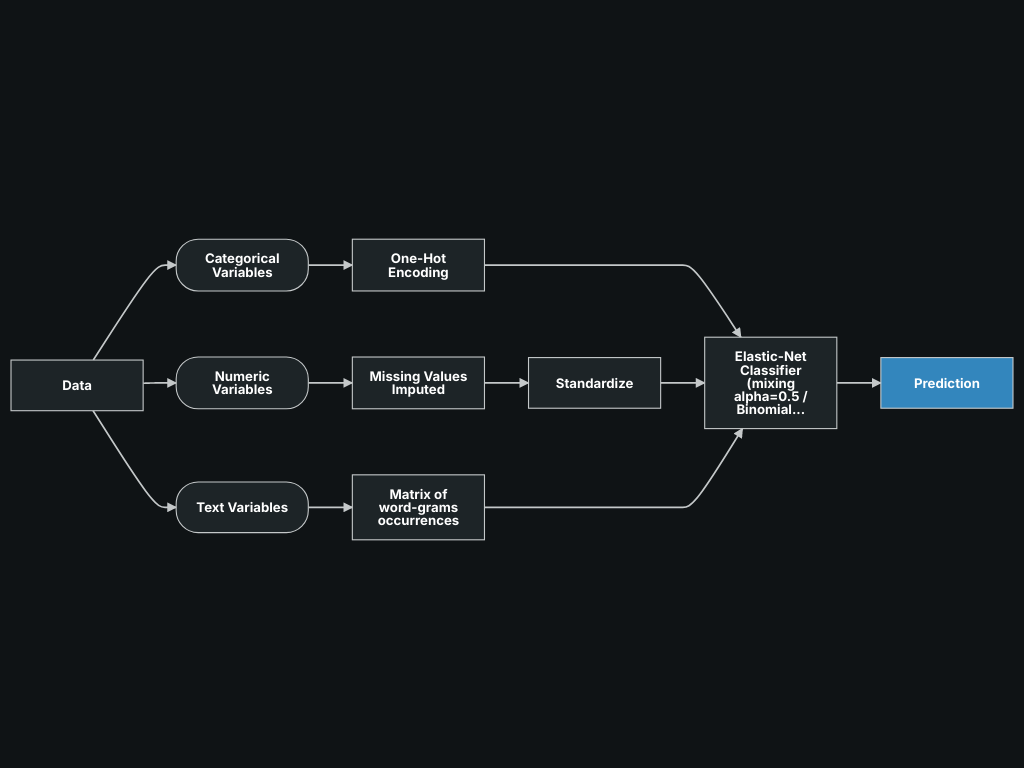 Data
Categorical
Variables
One-Hot
Encoding
Numeric
Variables
Missing Values
Imputed
Standardize
Text Variables
Matrix of
word-grams
occurrences
Elastic-Net
Classifier
(mixing
alpha=0.5 /
Binomial...
Prediction